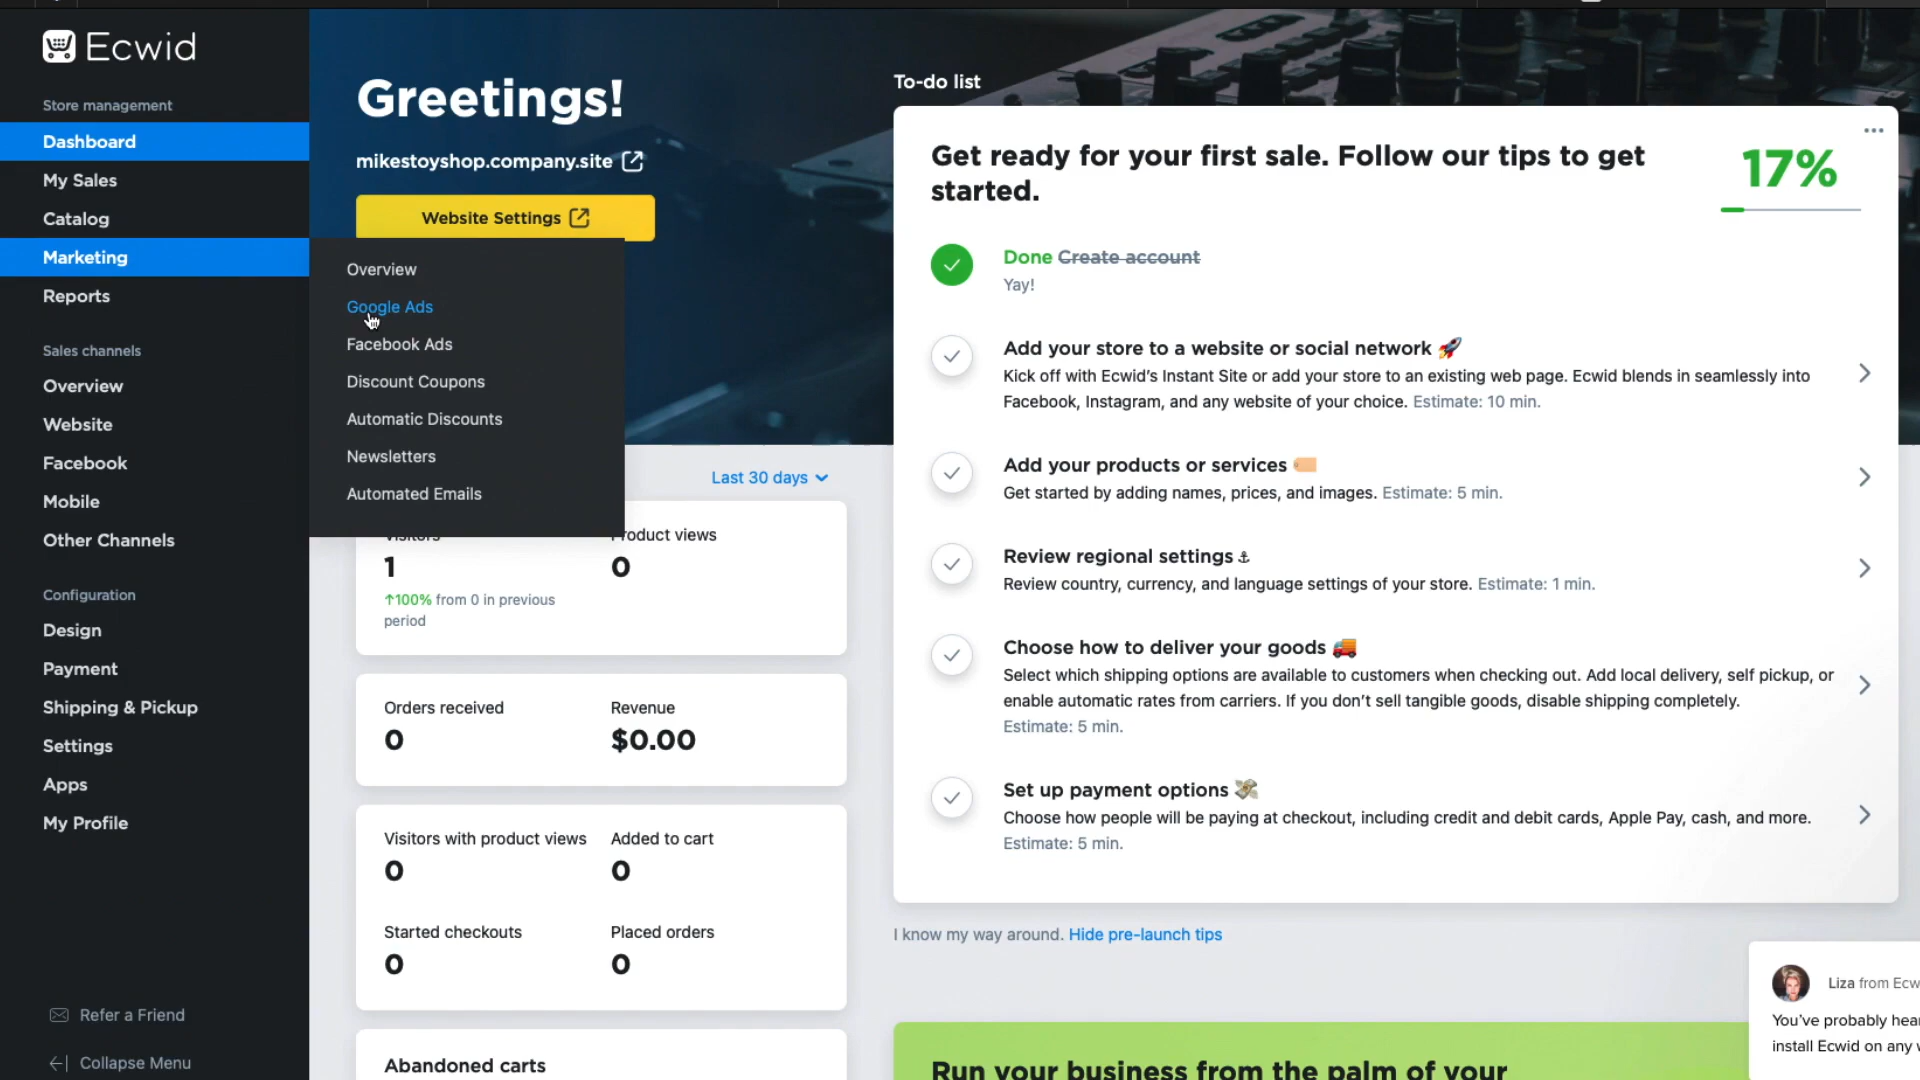 Ecwid
Store management
Dashboard
My Sales
Catalog
Marketing
Reports
Sales channels
Overview
Website
Facebook
Mobile
Other Channels
Configuration
Design
Payment
Shipping & Pickup
Settings
Apps
My Profile
Refer a Friend
Collapse Menu
Greetings!
mikestoyshop.company.site
Website Settings
Overview
Google Ads
Facebook Ads
Discount Coupons
Automatic Discounts
Newsletters
Automated Emails
Last 30 days
Visitors
1
↑100% from 0 in previous
period
Product views
0
Orders received
0
Revenue
$0.00
Visitors with product views
0
Added to cart
0
Started checkouts
0
Placed orders
0
Abandoned carts
To-do list
Get ready for your first sale. Follow our tips to get
started.
17%
Done Create account
Yay!
Add your store to a website or social network 🚀
Kick off with Ecwid's Instant Site or add your store to an existing web page. Ecwid blends in seamlessly into
Facebook, Instagram, and any website of your choice. Estimate: 10 min.
Add your products or services
Get started by adding names, prices, and images. Estimate: 5 min.
Review regional settings ⚓
Review country, currency, and language settings of your store. Estimate: 1 min.
Choose how to deliver your goods 🚚
Select which shipping options are available to customers when checking out. Add local delivery, self pickup, or
enable automatic rates from carriers. If you don't sell tangible goods, disable shipping completely.
Estimate: 5 min.
Set up payment options 💸
Choose how people will be paying at checkout, including credit and debit cards, Apple Pay, cash, and more.
Estimate: 5 min.
I know my way around. Hide pre-launch tips
Run your business from the palm of your
Liza from Ecw
You've probably hear
install Ecwid on any